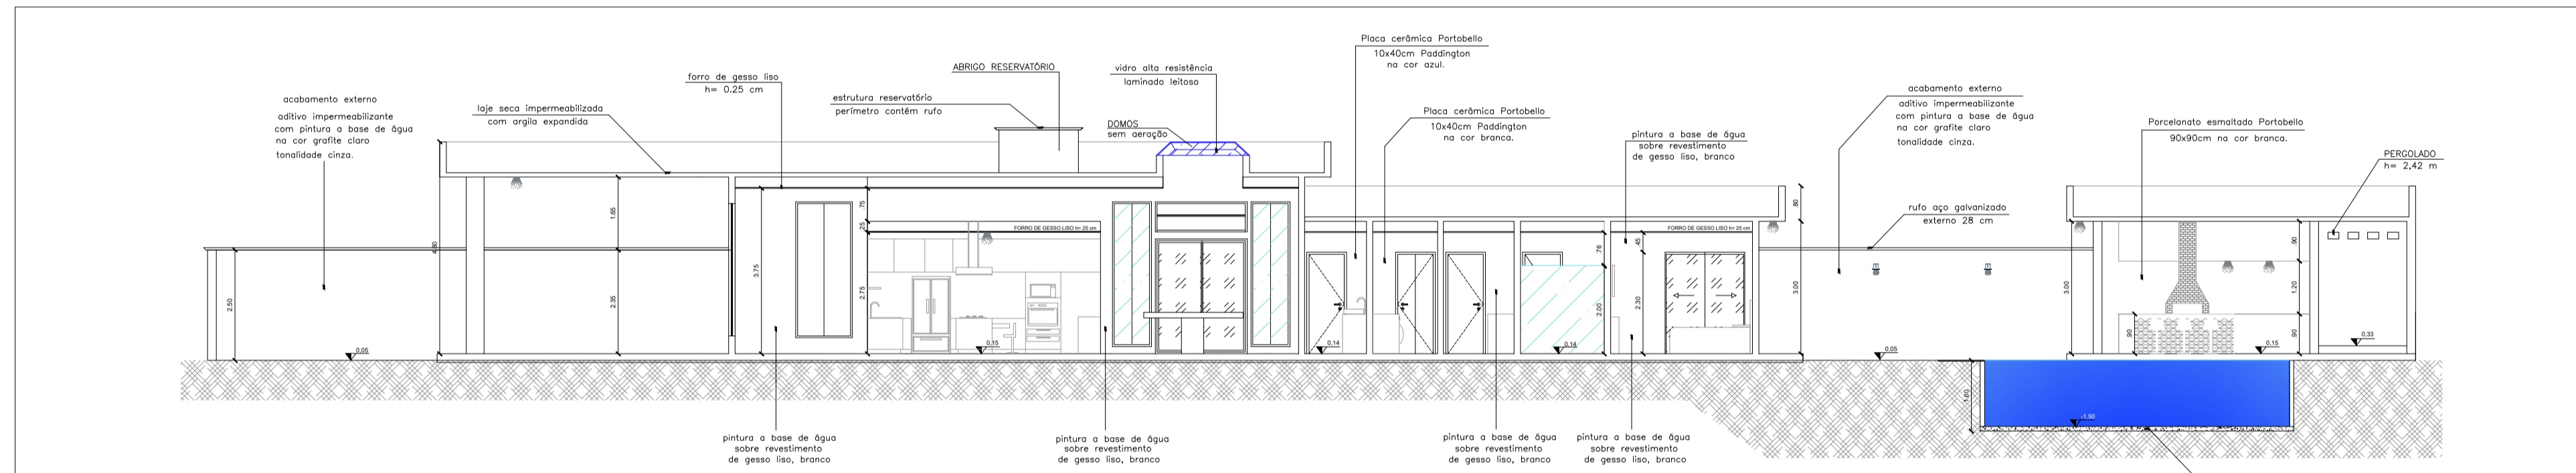 acabamento externo
aditivo impermeabilizante
com pintura a base de água
na cor grafite claro
tonalidade cinza.
laje seca impermeabilizada
com argila expandida
forro de gesso liso
h= 0.25 cm
estrutura reservatório
perímetro contém rufo
ABRIGO RESERVATÓRIO
vidro alta resistência
laminado leitoso
DOMOS
sem aeração
Placa cerâmica Portobello
10x40cm Paddington
na cor azul.
Placa cerâmica Portobello
10x40cm Paddington
na cor branca.
pintura a base de água
sobre revestimento
de gesso liso, branco
acabamento externo
aditivo impermeabilizante
com pintura a base de água
na cor grafite claro
tonalidade cinza.
rufo aço galvanizado
externo 28 cm
Porcelanato esmaltado Portobello
90x90cm na cor branca.
PERGOLADO
h= 2,42 m
2.50
0,05
4.80
1.65
2.35
3.75
.75
.25
2.75
FORRO DE GESSO LISO h= 25 cm
0,15
0,14
0,14
.76
2.00
.45
2.30
FORRO DE GESSO LISO h= 25 cm
.80
3.00
0,05
3.00
.90
1.20
.90
.90
0,15
0,33
1.60
-1.50
pintura a base de água
sobre revestimento
de gesso liso, branco
pintura a base de água
sobre revestimento
de gesso liso, branco
pintura a base de água
sobre revestimento
de gesso liso, branco
pintura a base de água
sobre revestimento
de gesso liso, branco